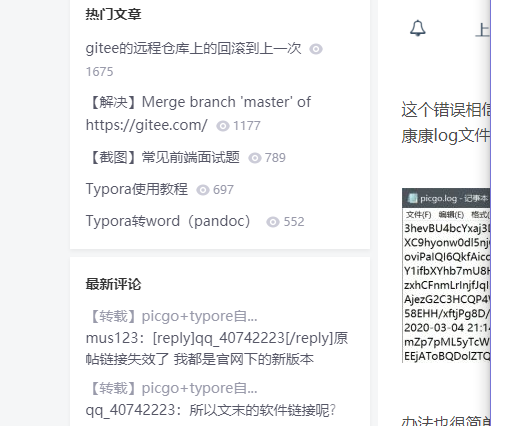 热门文章
gitee的远程仓库上的回滚到上一次
1675
【解决】Merge branch 'master' of
https://gitee.com/ 1177
【截图】常见前端面试题 789
Typora使用教程 697
Typora转word（pandoc） 552
最新评论
【转载】picgo+typore自...
mus123：[reply]qq_40742223[/reply]原
帖链接失效了 我都是官网下的新版本
【转载】picgo+typore自...
qq_40742223：所以文末的软件链接呢?
上
这个错误相信
康康log文件
picgo.log - 记事本
文件(F) 编辑(E) 格式(
3hevBU4bcYxaj3
XC9hyonw0dl5nj
oviPaIQI6QkfAicc
Y1ifbXYhb7mU8H
zxhCFnmLrInjfJqI
AjezG2C3HCQP4
58EHH/xftjPg8D/
2020-03-04 21:14
mZp7pML5yTcW
EEjAToBQDolZTQ
办法也很简单